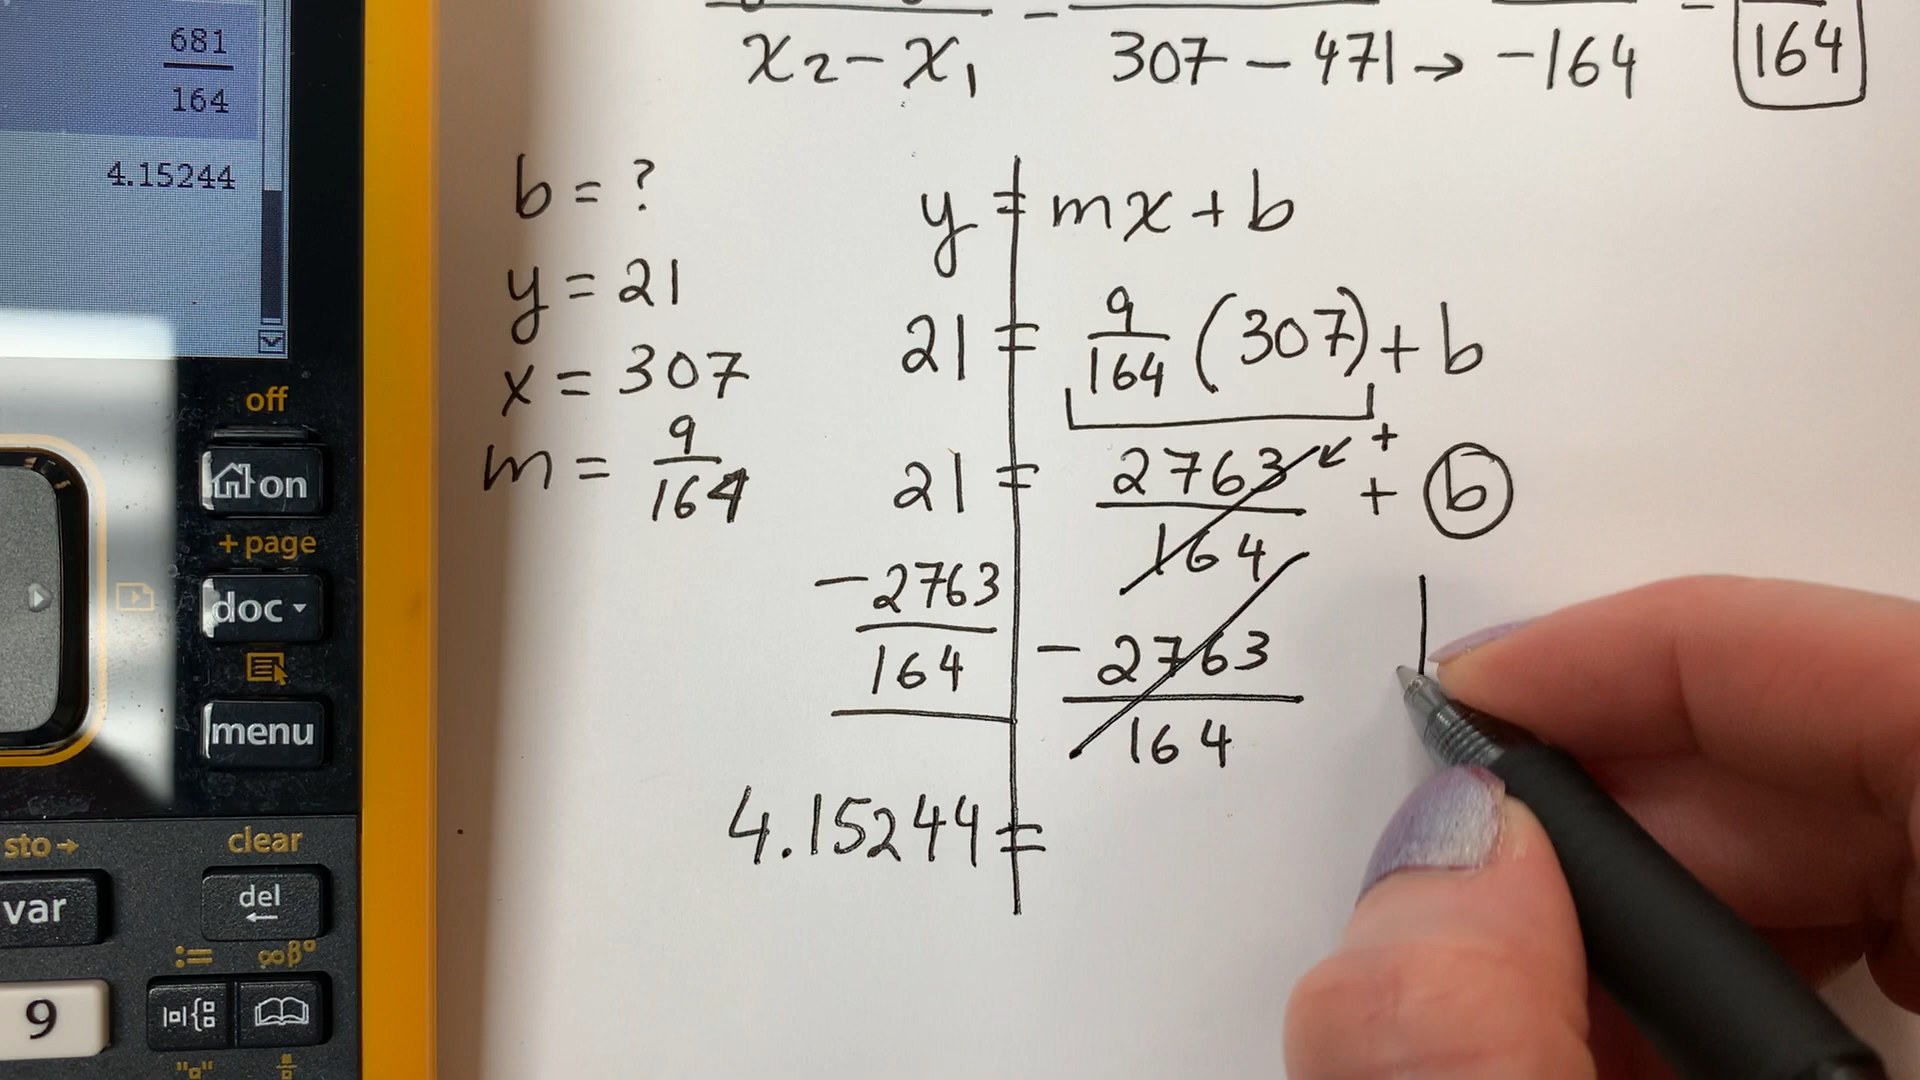 681
164
4.15244
off
on
+ page
doc
menu
sto→
clear
var
del
←
:=
∞β°
9
|□|{
"□"
x₂ − x₁ − 307 − 471 → −164 − 164
b = ?
y = 21
x = 307
m = 9/164
y = mx + b
21 = 9/164 (307) + b
+
21 = 2763/164 + b
−2763/164 −2763/164
4.15244 =